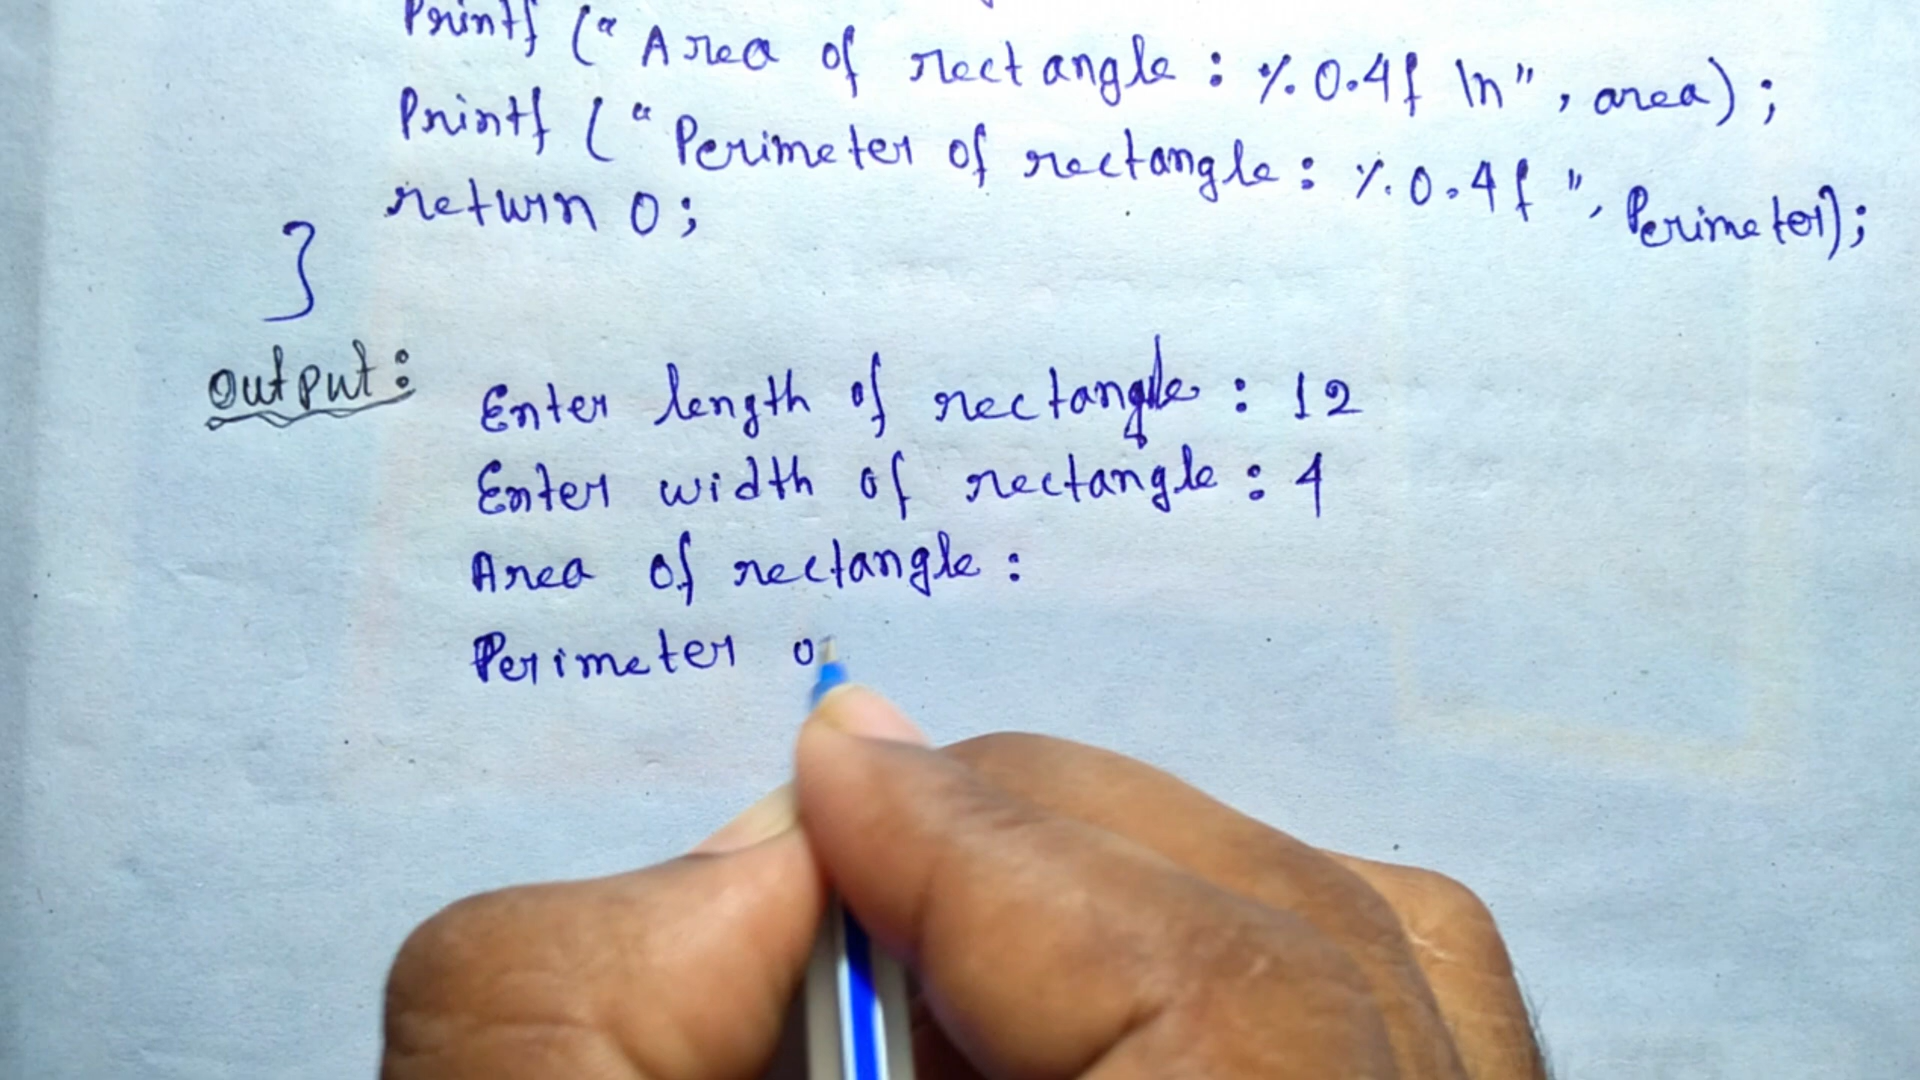 Printf ("Area of rectangle : %0.4f \n", area);
Printf ("Perimeter of rectangle : %0.4f ", Perimeter);
return 0;
}
Output :
Enter length of rectangle : 12
Enter width of rectangle : 4
Area of rectangle :
Perimeter o